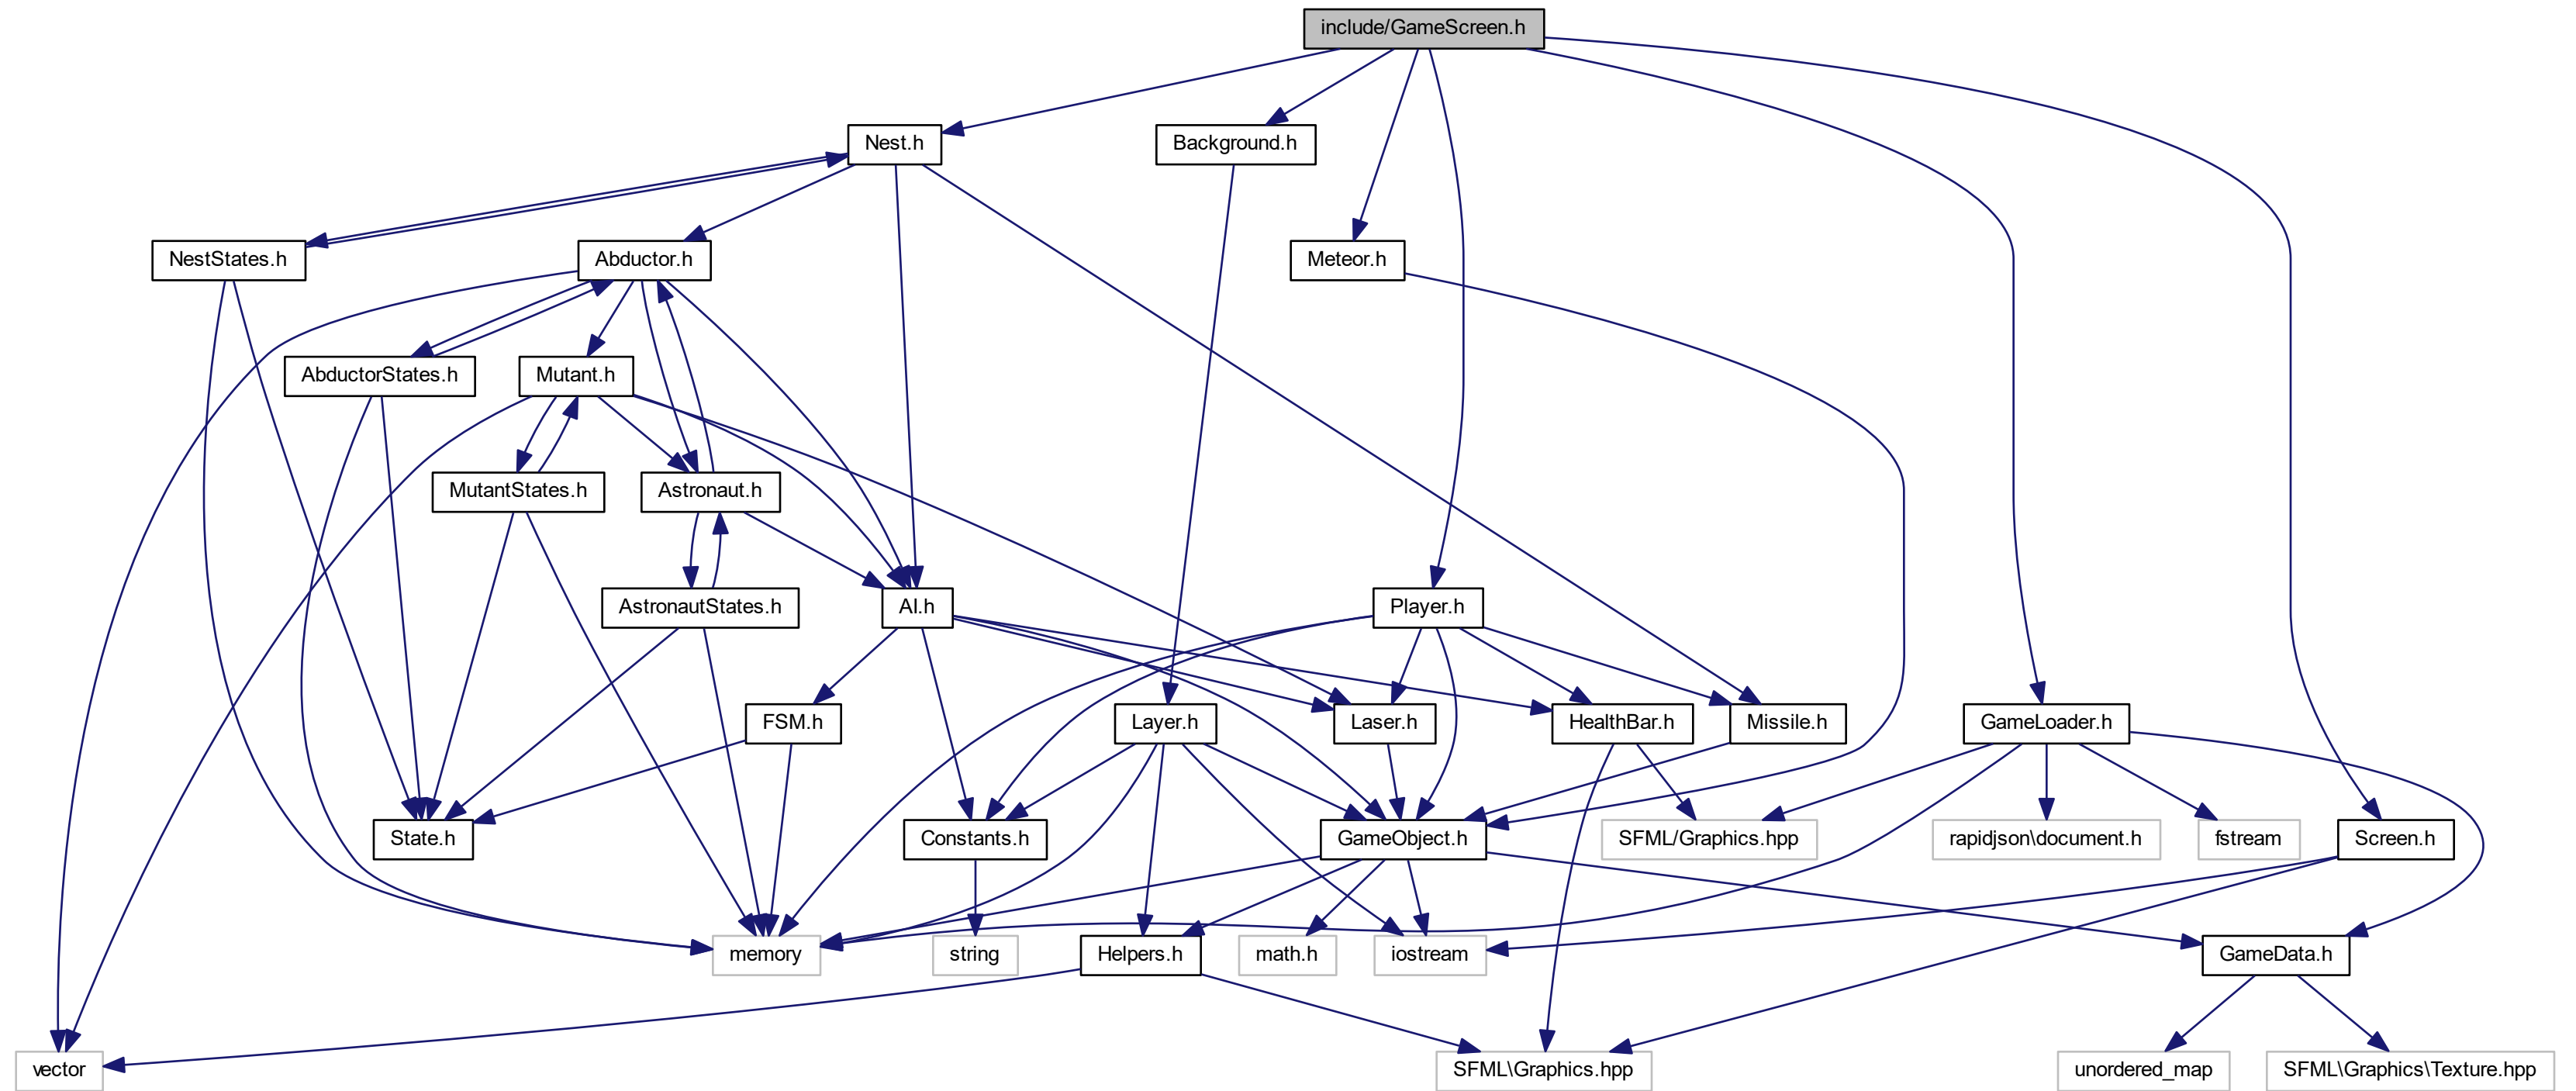 include/GameScreen.h
Nest.h
Background.h
NestStates.h
Abductor.h
Meteor.h
AbductorStates.h
Mutant.h
MutantStates.h
Astronaut.h
AstronautStates.h
AI.h
Player.h
FSM.h
Layer.h
Laser.h
HealthBar.h
Missile.h
GameLoader.h
State.h
Constants.h
GameObject.h
SFML/Graphics.hpp
rapidjson\document.h
fstream
Screen.h
memory
string
Helpers.h
math.h
iostream
GameData.h
vector
SFML\Graphics.hpp
unordered_map
SFML\Graphics\Texture.hpp